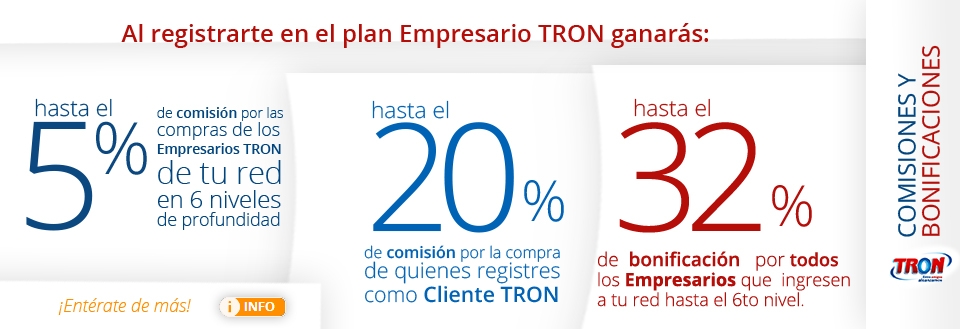 Al registrarte en el plan Empresario TRON ganarás:
hasta el
5%
de comisión por las
compras de los
Empresarios TRON
de tu red
en 6 niveles
de profundidad
hasta el
20%
de comisión por la compra
de quienes registres
como Cliente TRON
hasta el
32%
de bonificación por todos
los Empresarios que ingresen
a tu red hasta el 6to nivel.
¡Entérate de más!
i INFO
COMISIONES Y
BONIFICACIONES
TRON